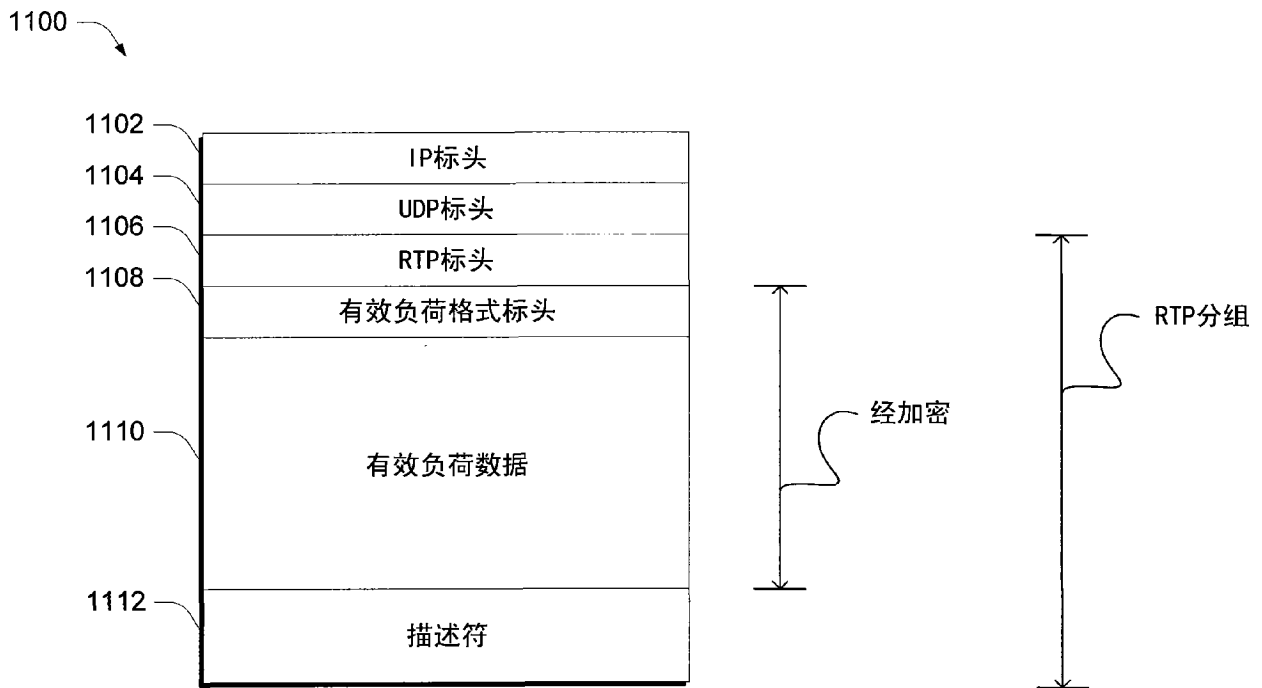 1100
1102
IP标头
1104
UDP标头
1106
RTP标头
1108
有效负荷格式标头
RTP分组
经加密
1110
有效负荷数据
1112
描述符